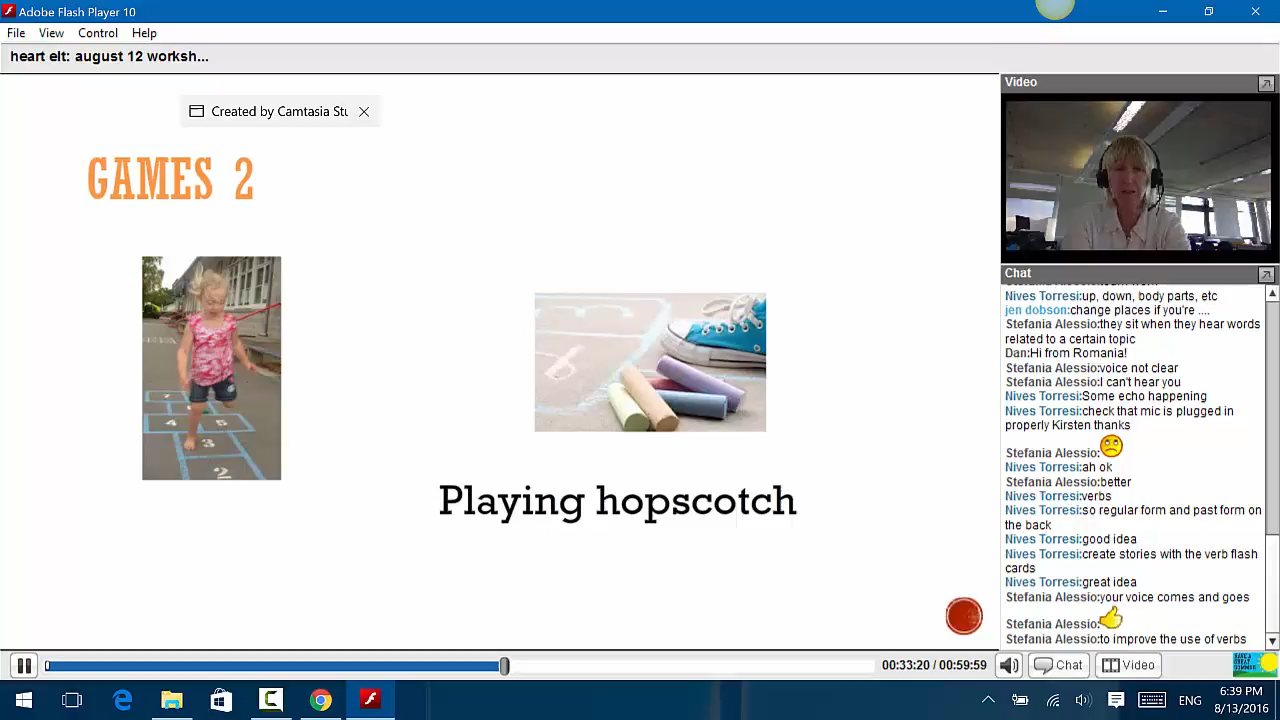 Adobe Flash Player 10
File View Control Help
heart elt: august 12 worksh...
Created by Camtasia Stu
GAMES 2
Playing hopscotch
2
3
4
5
Video
Chat
Nives Torresi:up, down, body parts, etc
jen dobson:change places if you're ....
Stefania Alessio:they sit when they hear words
related to a certain topic
Dan:Hi from Romania!
Stefania Alessio:voice not clear
Stefania Alessio:I can't hear you
Nives Torresi:Some echo happening
Nives Torresi:check that mic is plugged in
properly Kirsten thanks
Stefania Alessio:
Nives Torresi:ah ok
Stefania Alessio:better
Nives Torresi:verbs
Nives Torresi:so regular form and past form on
the back
Nives Torresi:good idea
Nives Torresi:create stories with the verb flash
cards
Nives Torresi:great idea
Stefania Alessio:your voice comes and goes
Stefania Alessio:
Stefania Alessio:to improve the use of verbs
00:33:20 / 00:59:59
Chat
Video
HAVE A
GREAT
SUMMER
ENG
6:39 PM
8/13/2016